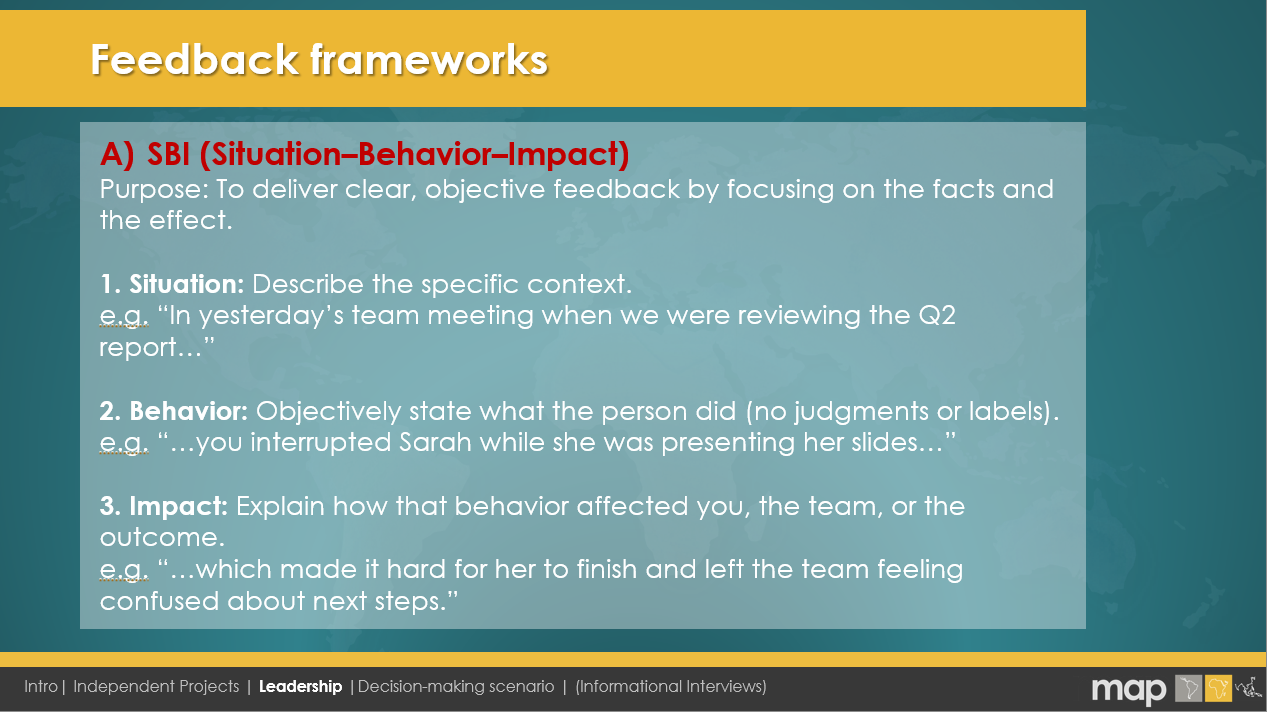 Feedback frameworks
A) SBI (Situation–Behavior–Impact)
Purpose: To deliver clear, objective feedback by focusing on the facts and
the effect.
1. Situation: Describe the specific context.
e.g. “In yesterday’s team meeting when we were reviewing the Q2
report…”
2. Behavior: Objectively state what the person did (no judgments or labels).
e.g. “…you interrupted Sarah while she was presenting her slides…”
3. Impact: Explain how that behavior affected you, the team, or the
outcome.
e.g. “…which made it hard for her to finish and left the team feeling
confused about next steps.”
Intro| Independent Projects | Leadership |Decision-making scenario | (Informational Interviews)
map